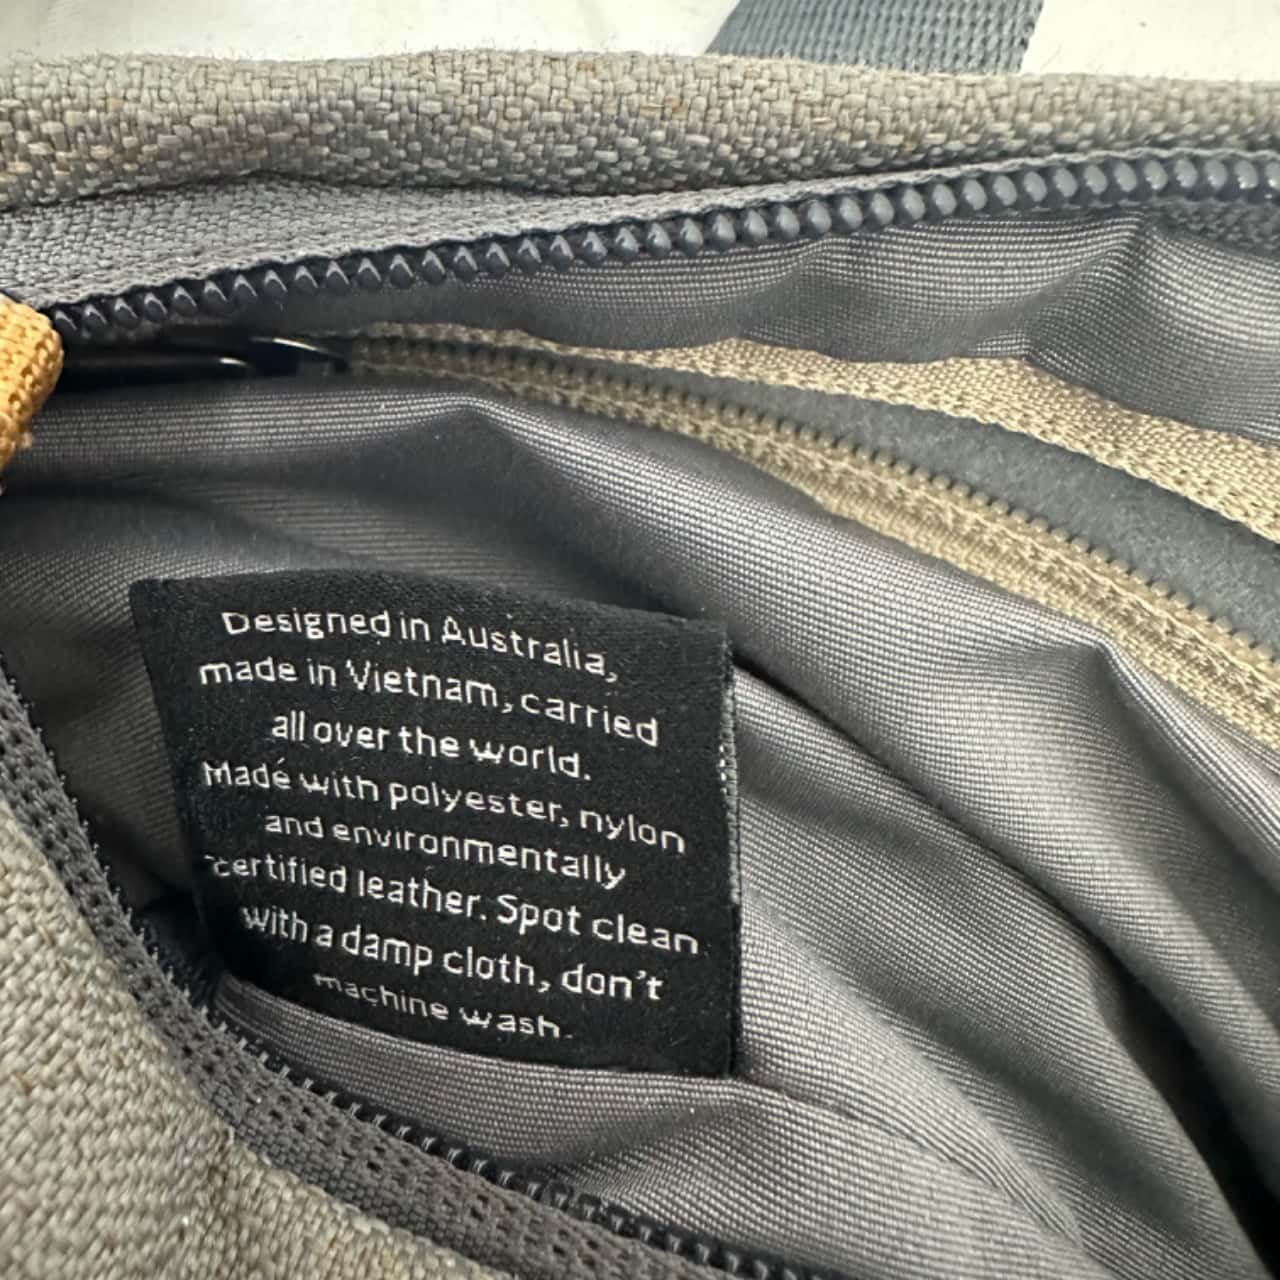 Designed in Australia,
made in Vietnam, carried
all over the world.
Made with polyester, nylon
and environmentally
certified leather. Spot clean
with a damp cloth, don't
machine wash.